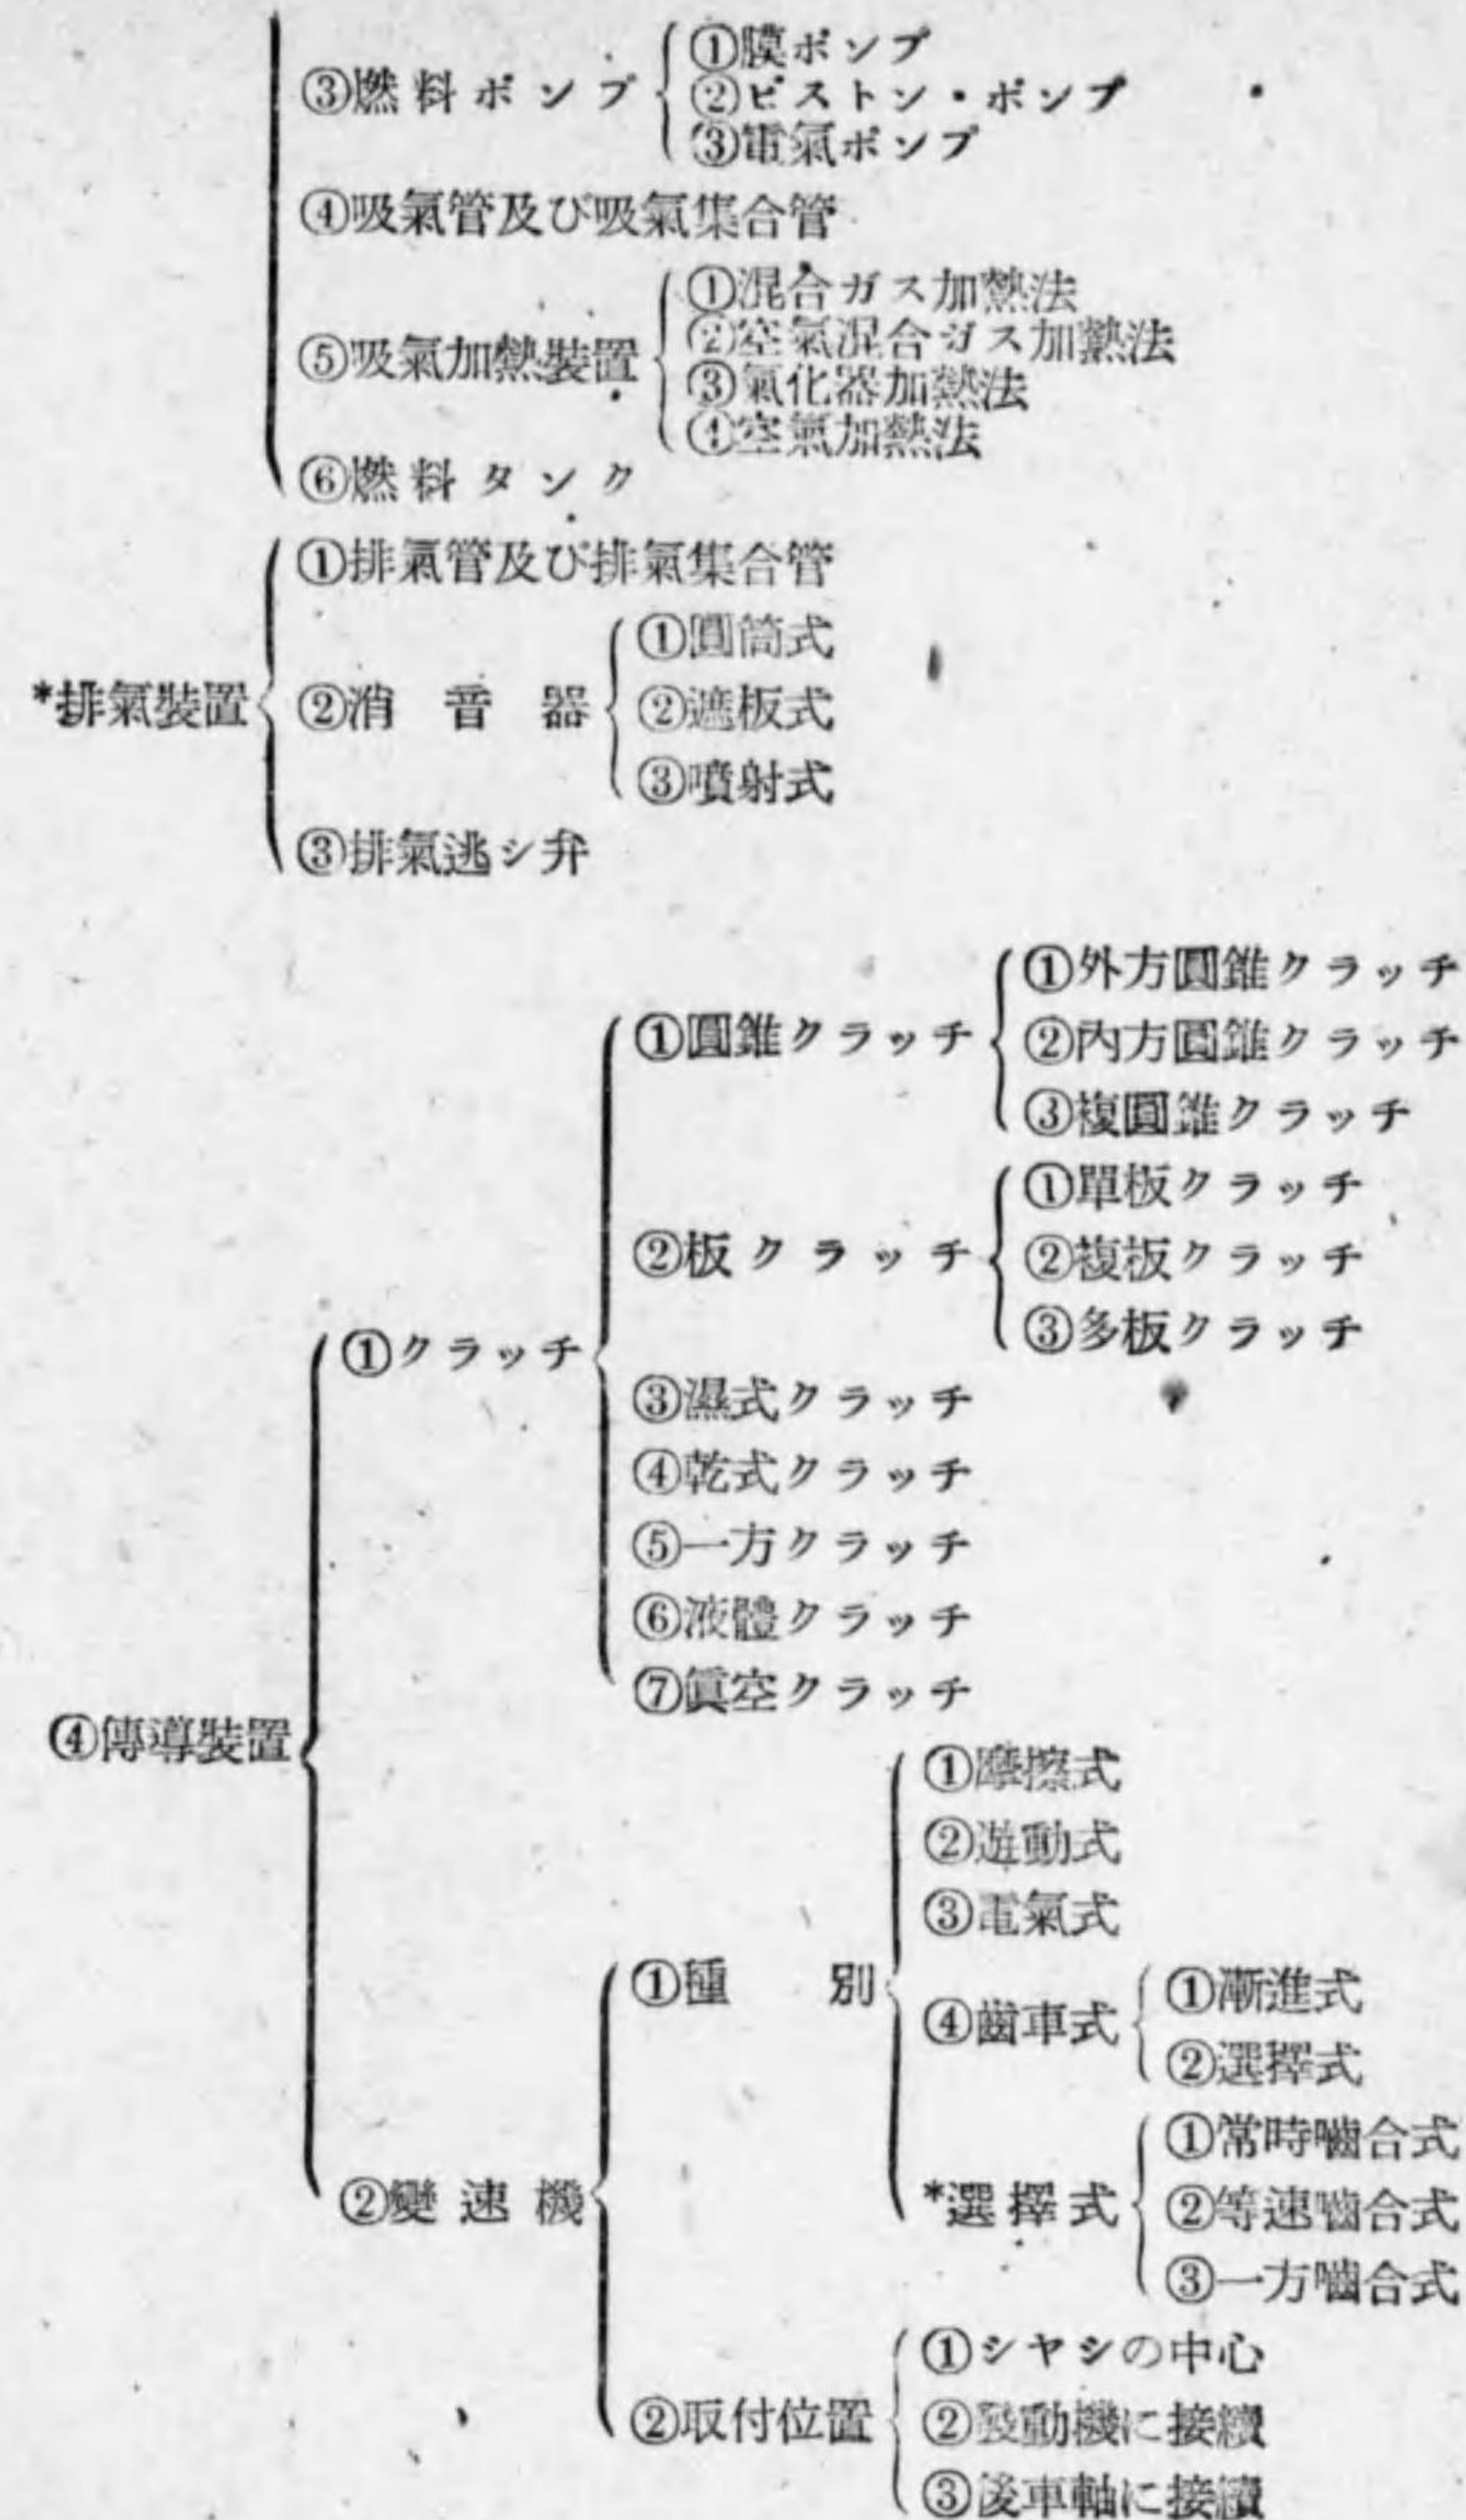 ③燃料ポンプ
①膜ポンプ
②ピストン・ポンプ
③電氣ポンプ
④吸氣管及び吸氣集合管
⑤吸氣加熱裝置
①混合ガス加熱法
②空氣混合ガス加熱法
③氣化器加熱法
④空氣加熱法
⑥燃料タンク
*排氣裝置
①排氣管及び排氣集合管
②消音器
①圓筒式
②遮板式
③噴射式
③排氣逃シ弁
④傳導裝置
①クラッチ
①圓錐クラッチ
①外方圓錐クラッチ
②內方圓錐クラッチ
③複圓錐クラッチ
②板クラッチ
①單板クラッチ
②複板クラッチ
③多板クラッチ
③濕式クラッチ
④乾式クラッチ
⑤一方クラッチ
⑥液體クラッチ
⑦眞空クラッチ
②變速機
①種別
①摩擦式
②遊動式
③電氣式
④齒車式
①漸進式
②選擇式
*選擇式
①常時嚙合式
②等速嚙合式
③一方嚙合式
②取付位置
①シヤシの中心
②發動機に接續
③後車軸に接續